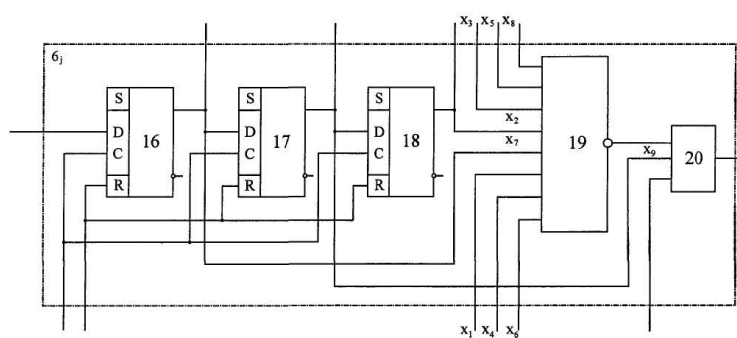 x₃ x₅ x₈
6ⱼ
S S S
D 16 D 17 D 18
C C C
R R R
x₂
x₇
19
x₉
20
x₁ x₄ x₆